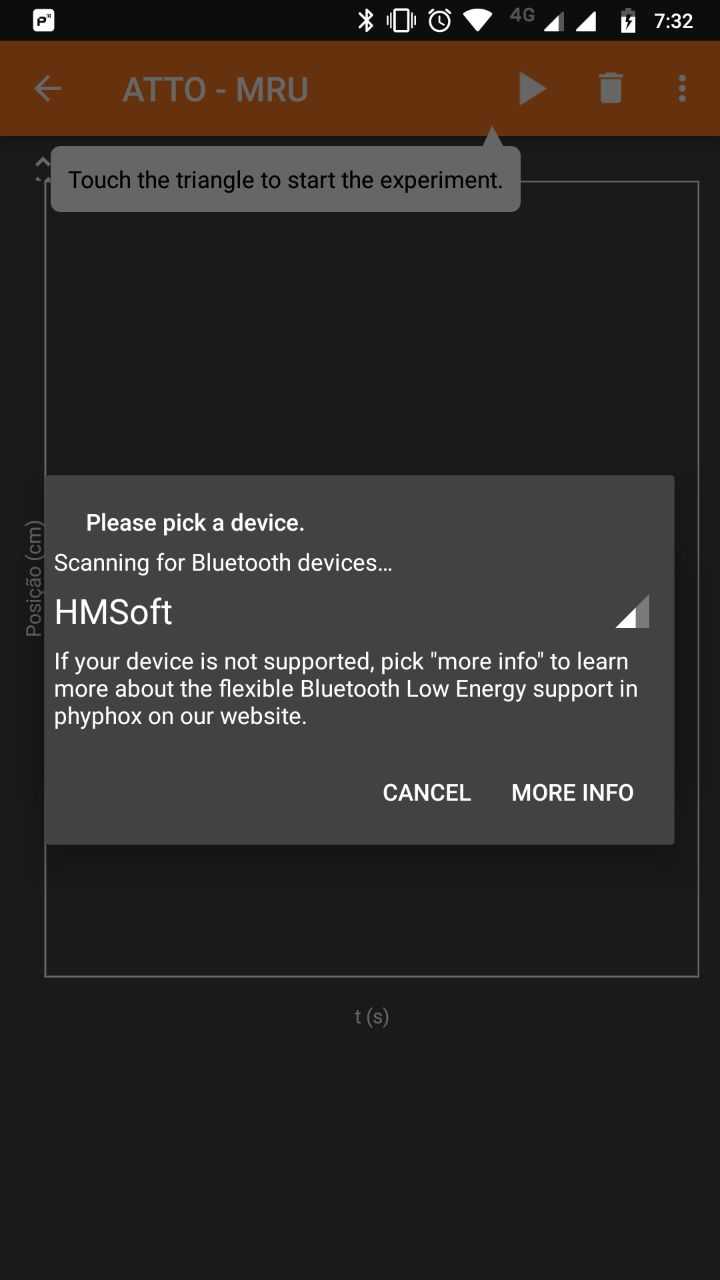 4G 7:32
ATTO - MRU
Touch the triangle to start the experiment.
Please pick a device.
Scanning for Bluetooth devices…
HMSoft
If your device is not supported, pick "more info" to learn
more about the flexible Bluetooth Low Energy support in
phyphox on our website.
CANCEL MORE INFO
Posição (cm)
t (s)